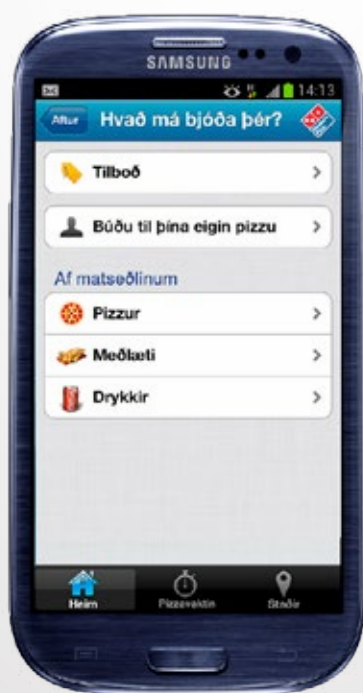 SAMSUNG
14:13
Aftur
Hvað má bjóða þér?
Tilboð
Búðu til þína eigin pizzu
Af matseðlinum
Pizzur
Meðlæti
Drykkir
Heim
Pizzavaktin
Staðir